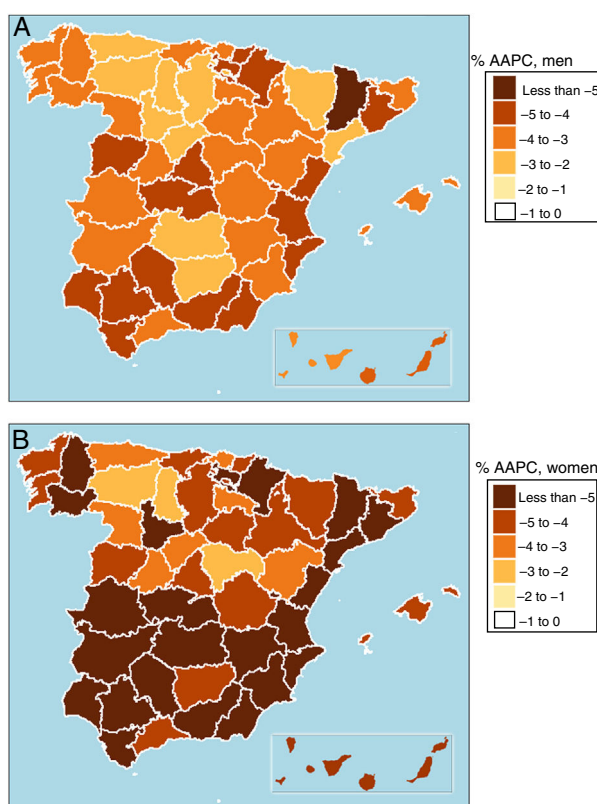 A
% AAPC, men
Less than −5
−5 to −4
−4 to −3
−3 to −2
−2 to −1
−1 to 0
B
% AAPC, women
Less than −5
−5 to −4
−4 to −3
−3 to −2
−2 to −1
−1 to 0